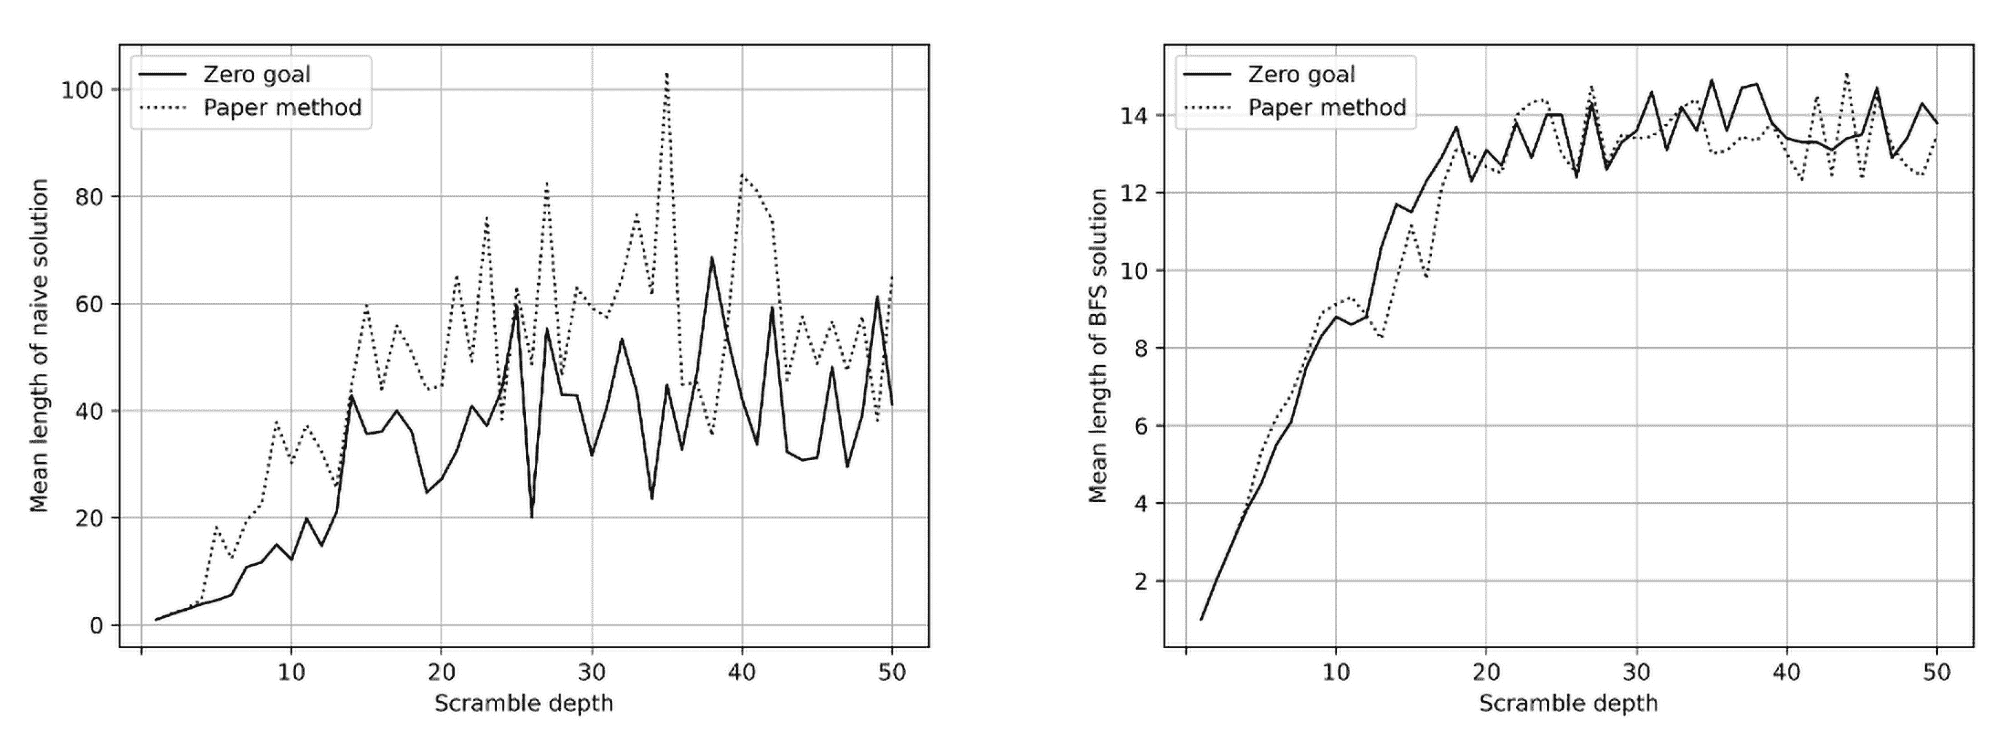 Zero goal
Paper method
Mean length of naive solution
100
80
60
40
20
0
10 20 30 40 50
Scramble depth
Zero goal
Paper method
Mean length of BFS solution
14
12
10
8
6
4
2
10 20 30 40 50
Scramble depth